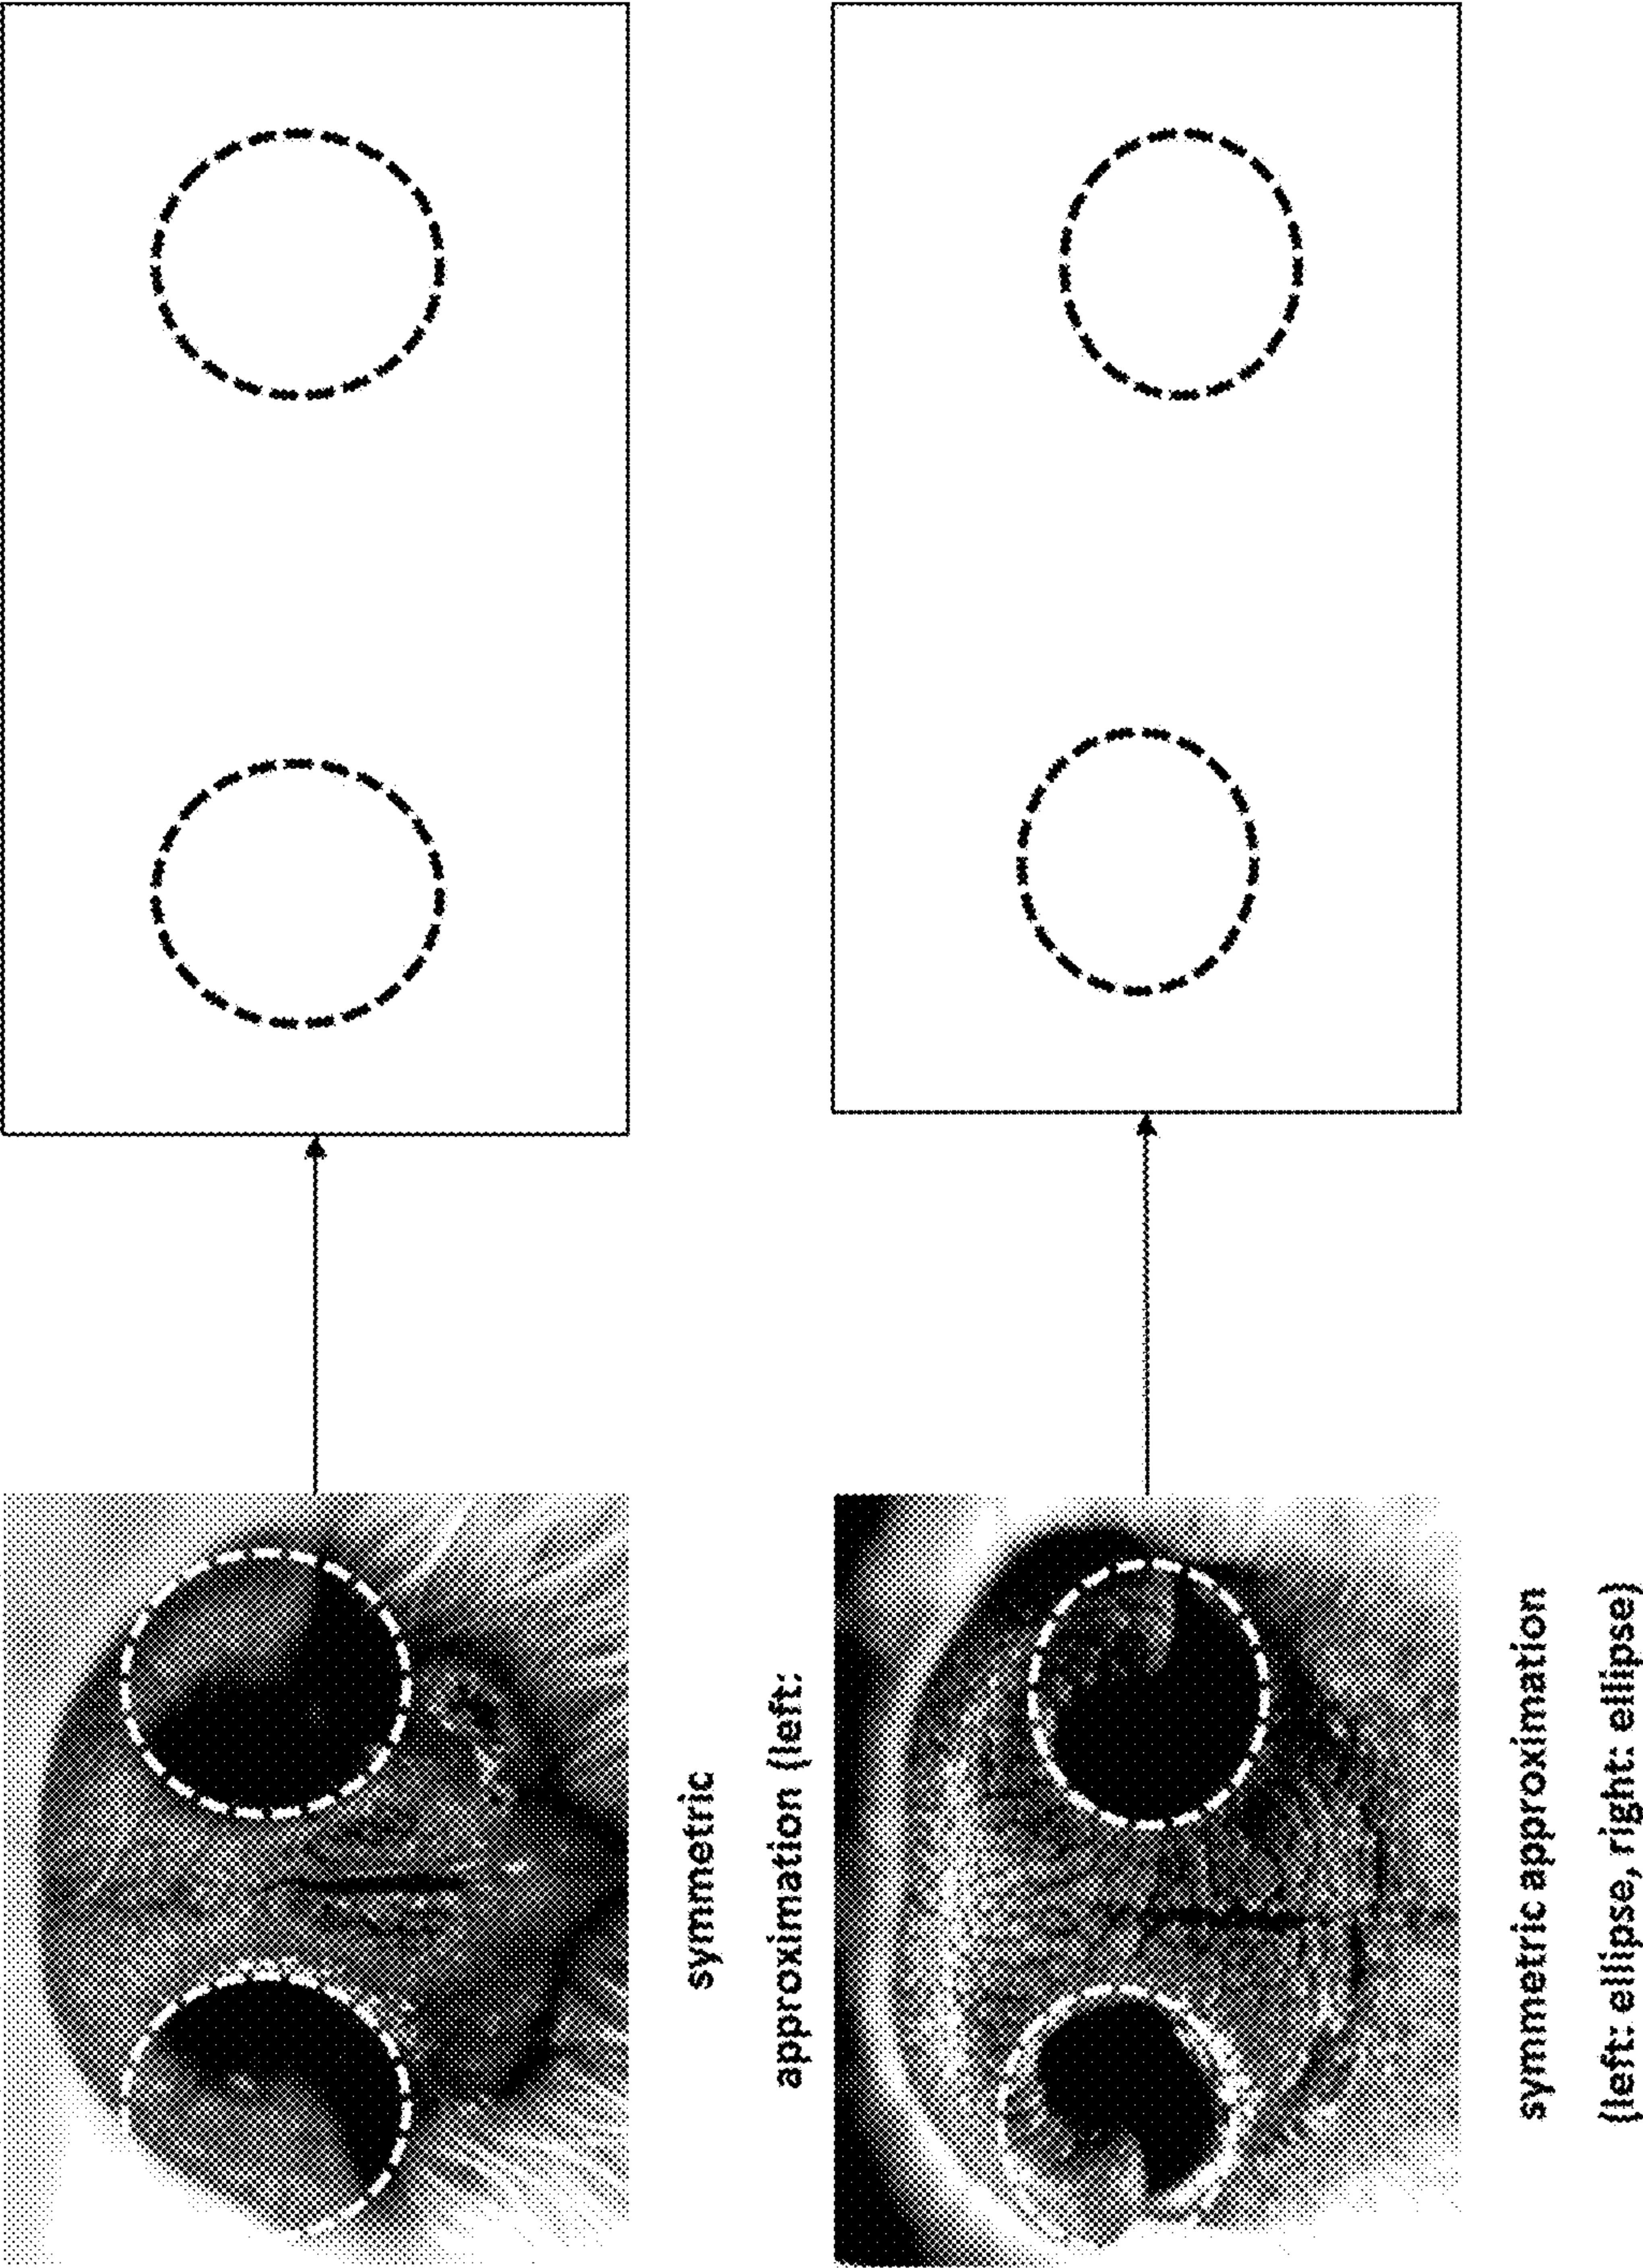 symmetric
approximation (left:
symmetric approximation
(left: ellipse, right: ellipse)